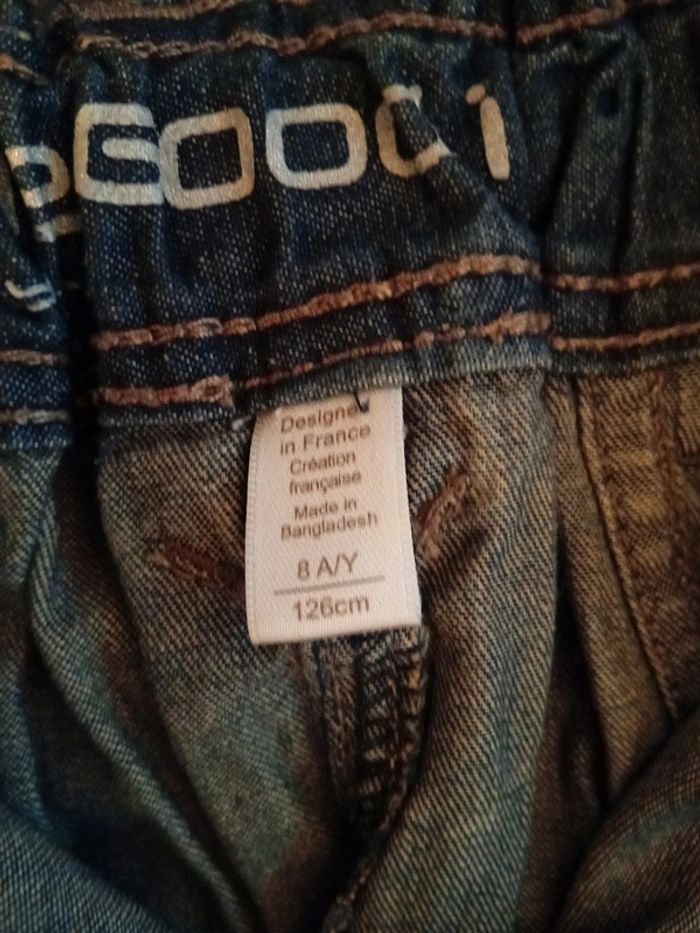 Designed
in France
Création
française
Made in
Bangladesh
8 A/Y
126cm